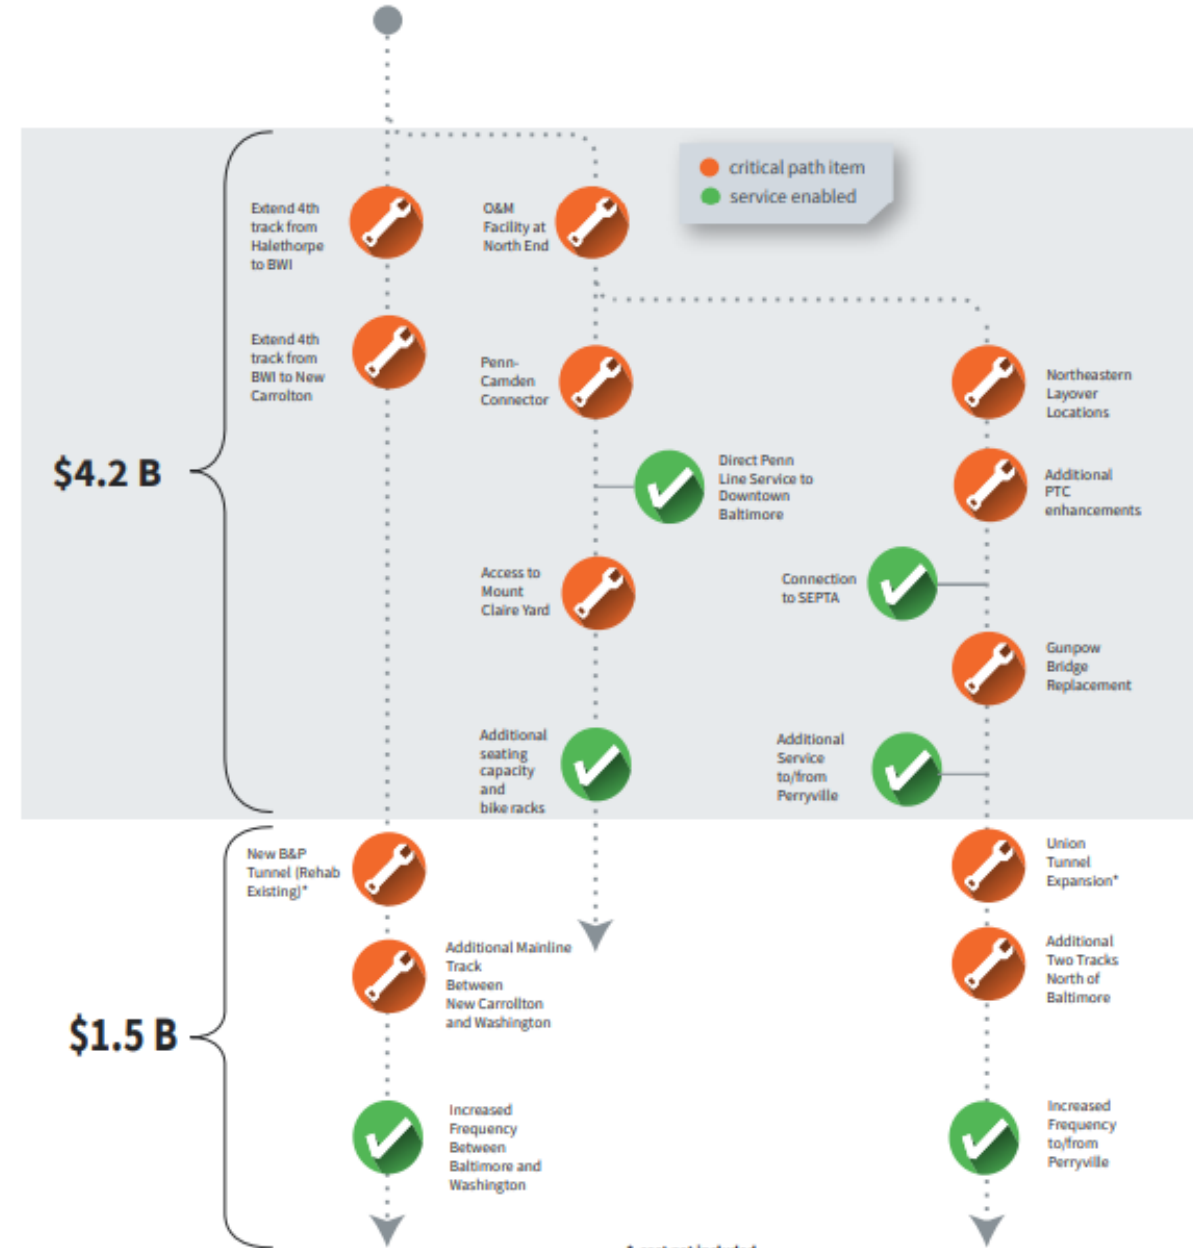 critical path item
service enabled
Extend 4th
track from
Halethorpe
to BWI
O&M
Facility at
North End
Extend 4th
track from
BWI to New
Carrolton
Penn-
Camden
Connector
Northeastern
Layover
Locations
$4.2 B
Direct Penn
Line Service to
Downtown
Baltimore
Additional
PTC
enhancements
Access to
Mount
Claire Yard
Connection
to SEPTA
Gunpow
Bridge
Replacement
Additional
seating
capacity
and
bike racks
Additional
Service
to/from
Perryville
New B&P
Tunnel (Rehab
Existing)*
Union
Tunnel
Expansion*
Additional Mainline
Track
Between
New Carrollton
and Washington
Additional
Two Tracks
North of
Baltimore
$1.5 B
Increased
Frequency
Between
Baltimore and
Washington
Increased
Frequency
to/from
Perryville